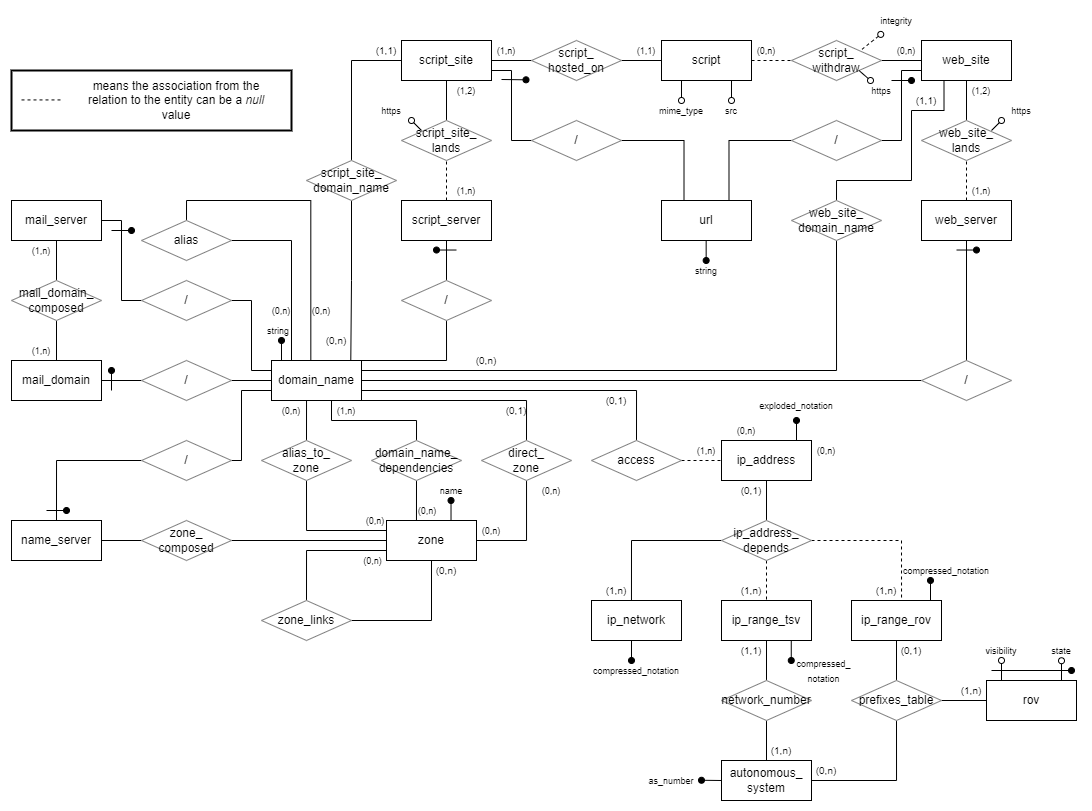 integrity
(1,1)
script_site
(1,n)
script_
hosted_on
(1,1)
script
(0,n)
script_
withdraw
(0,n)
web_site
means the association from the
relation to the entity can be a null
value
(1,2)
mime_type
src
https
(1,1)
(1,2)
https
script_site_
lands
/
/
https
web_site_
lands
script_site_
domain_name
(1,n)
(1,n)
mail_server
alias
script_server
url
web_site_
domain_name
web_server
(1,n)
string
mail_domain_
composed
/
/
(0,n)
(0,n)
string
(0,n)
(1,n)
(0,n)
mail_domain
/
domain_name
/
(0,n)
(1,n)
(0,1)
(0,1)
exploded_notation
(0,n)
/
alias_to_
zone
domain_name_
dependencies
direct_
zone
access
(1,n)
ip_address
(0,n)
name
(0,n)
(0,1)
(0,n)
(0,n)
(0,n)
name_server
zone_
composed
zone
ip_address_
depends
(0,n)
(0,n)
compressed_notation
(1,n)
(1,n)
(1,n)
zone_links
ip_network
ip_range_tsv
ip_range_rov
(1,1)
(0,1)
visibility
state
compressed_notation
compressed_
notation
(1,n)
network_number
prefixes_table
rov
(1,n)
as_number
autonomous_
system
(0,n)